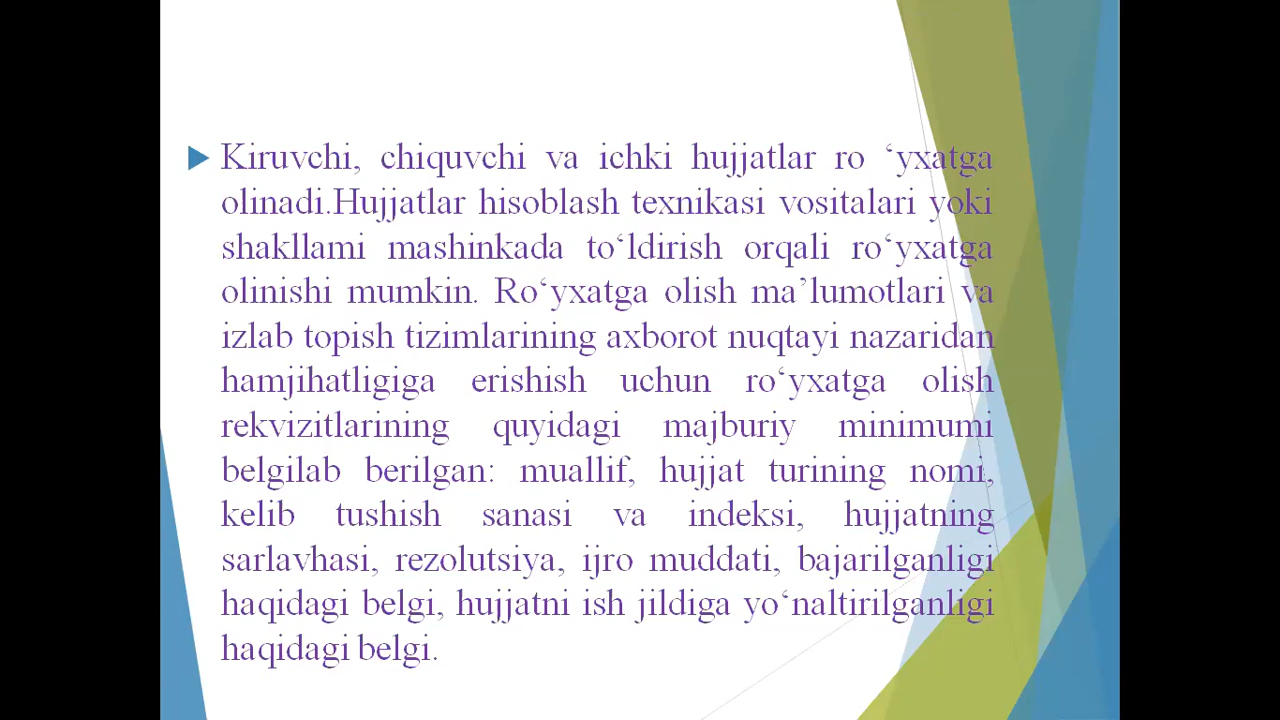 Kiruvchi, chiquvchi va ichki hujjatlar ro ‘yxatga
olinadi.Hujjatlar hisoblash texnikasi vositalari yoki
shakllami mashinkada to‘ldirish orqali ro‘yxatga
olinishi mumkin. Ro‘yxatga olish ma’lumotlari va
izlab topish tizimlarining axborot nuqtayi nazaridan
hamjihatligiga erishish uchun ro‘yxatga olish
rekvizitlarining quyidagi majburiy minimumi
belgilab berilgan: muallif, hujjat turining nomi,
kelib tushish sanasi va indeksi, hujjatning
sarlavhasi, rezolutsiya, ijro muddati, bajarilganligi
haqidagi belgi, hujjatni ish jildiga yo‘naltirilganligi
haqidagi belgi.